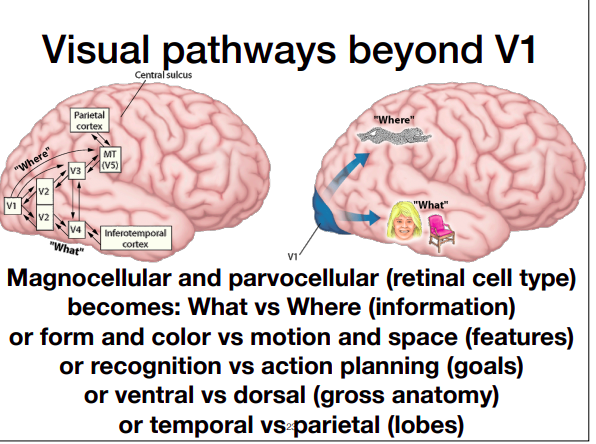 Visual pathways beyond V1
Central sulcus
Parietal
cortex
"Where"
MT
(V5)
V3
V2
V1
V2
V4
Inferotemporal
cortex
"What"
"Where"
"What"
V1
Magnocellular and parvocellular (retinal cell type)
becomes: What vs Where (information)
or form and color vs motion and space (features)
or recognition vs action planning (goals)
or ventral vs dorsal (gross anatomy)
or temporal vs parietal (lobes)
23